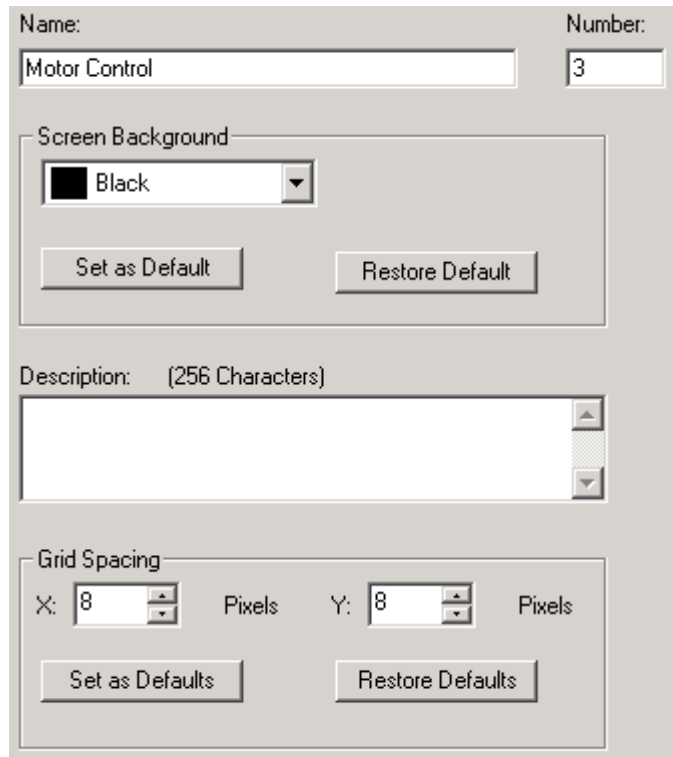 Name: Number:
Motor Control 3
Screen Background
Black
Set as Default Restore Default
Description: (256 Characters)
Grid Spacing
X: 8 Pixels Y: 8 Pixels
Set as Defaults Restore Defaults